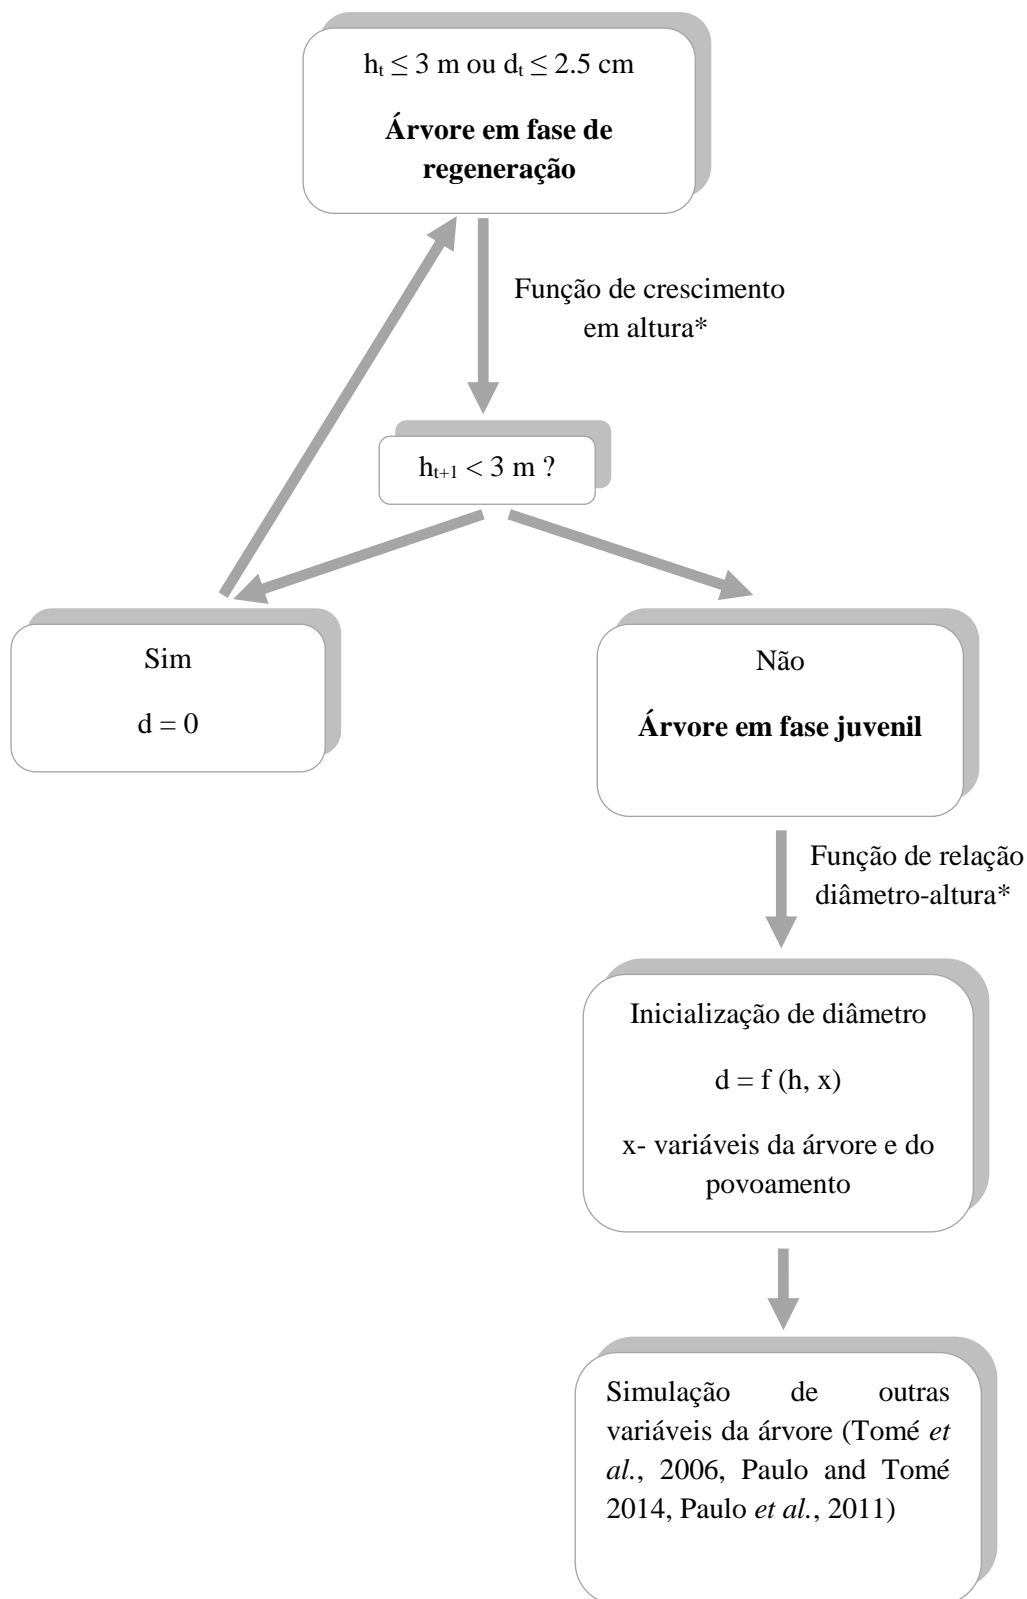 hₜ ≤ 3 m ou dₜ ≤ 2.5 cm
Árvore em fase de
regeneração
Função de crescimento
em altura*
hₜ₊₁ < 3 m ?
Sim
d = 0
Não
Árvore em fase juvenil
Função de relação
diâmetro-altura*
Inicialização de diâmetro
d = f (h, x)
x- variáveis da árvore e do
povoamento
Simulação de outras
variáveis da árvore (Tomé et
al., 2006, Paulo and Tomé
2014, Paulo et al., 2011)